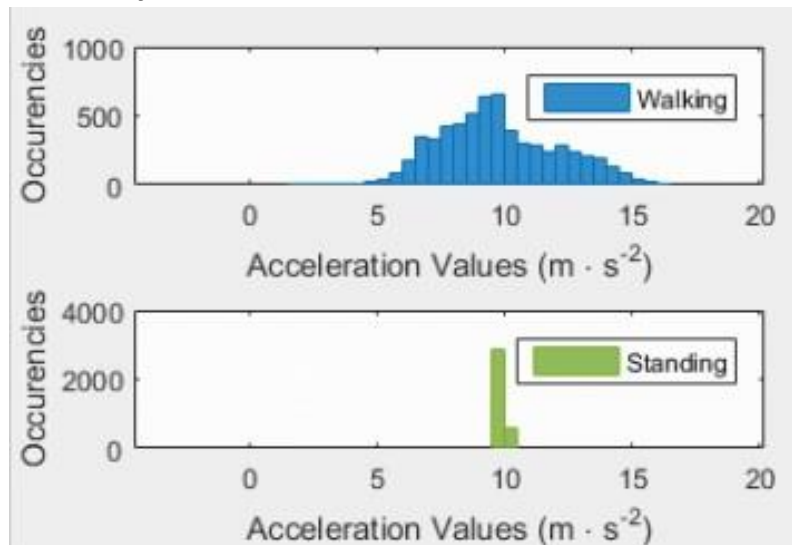 1000
500
0
Occurencies
Walking
0 5 10 15 20
Acceleration Values (m · s-2)
4000
2000
0
Occurencies
Standing
0 5 10 15 20
Acceleration Values (m · s-2)